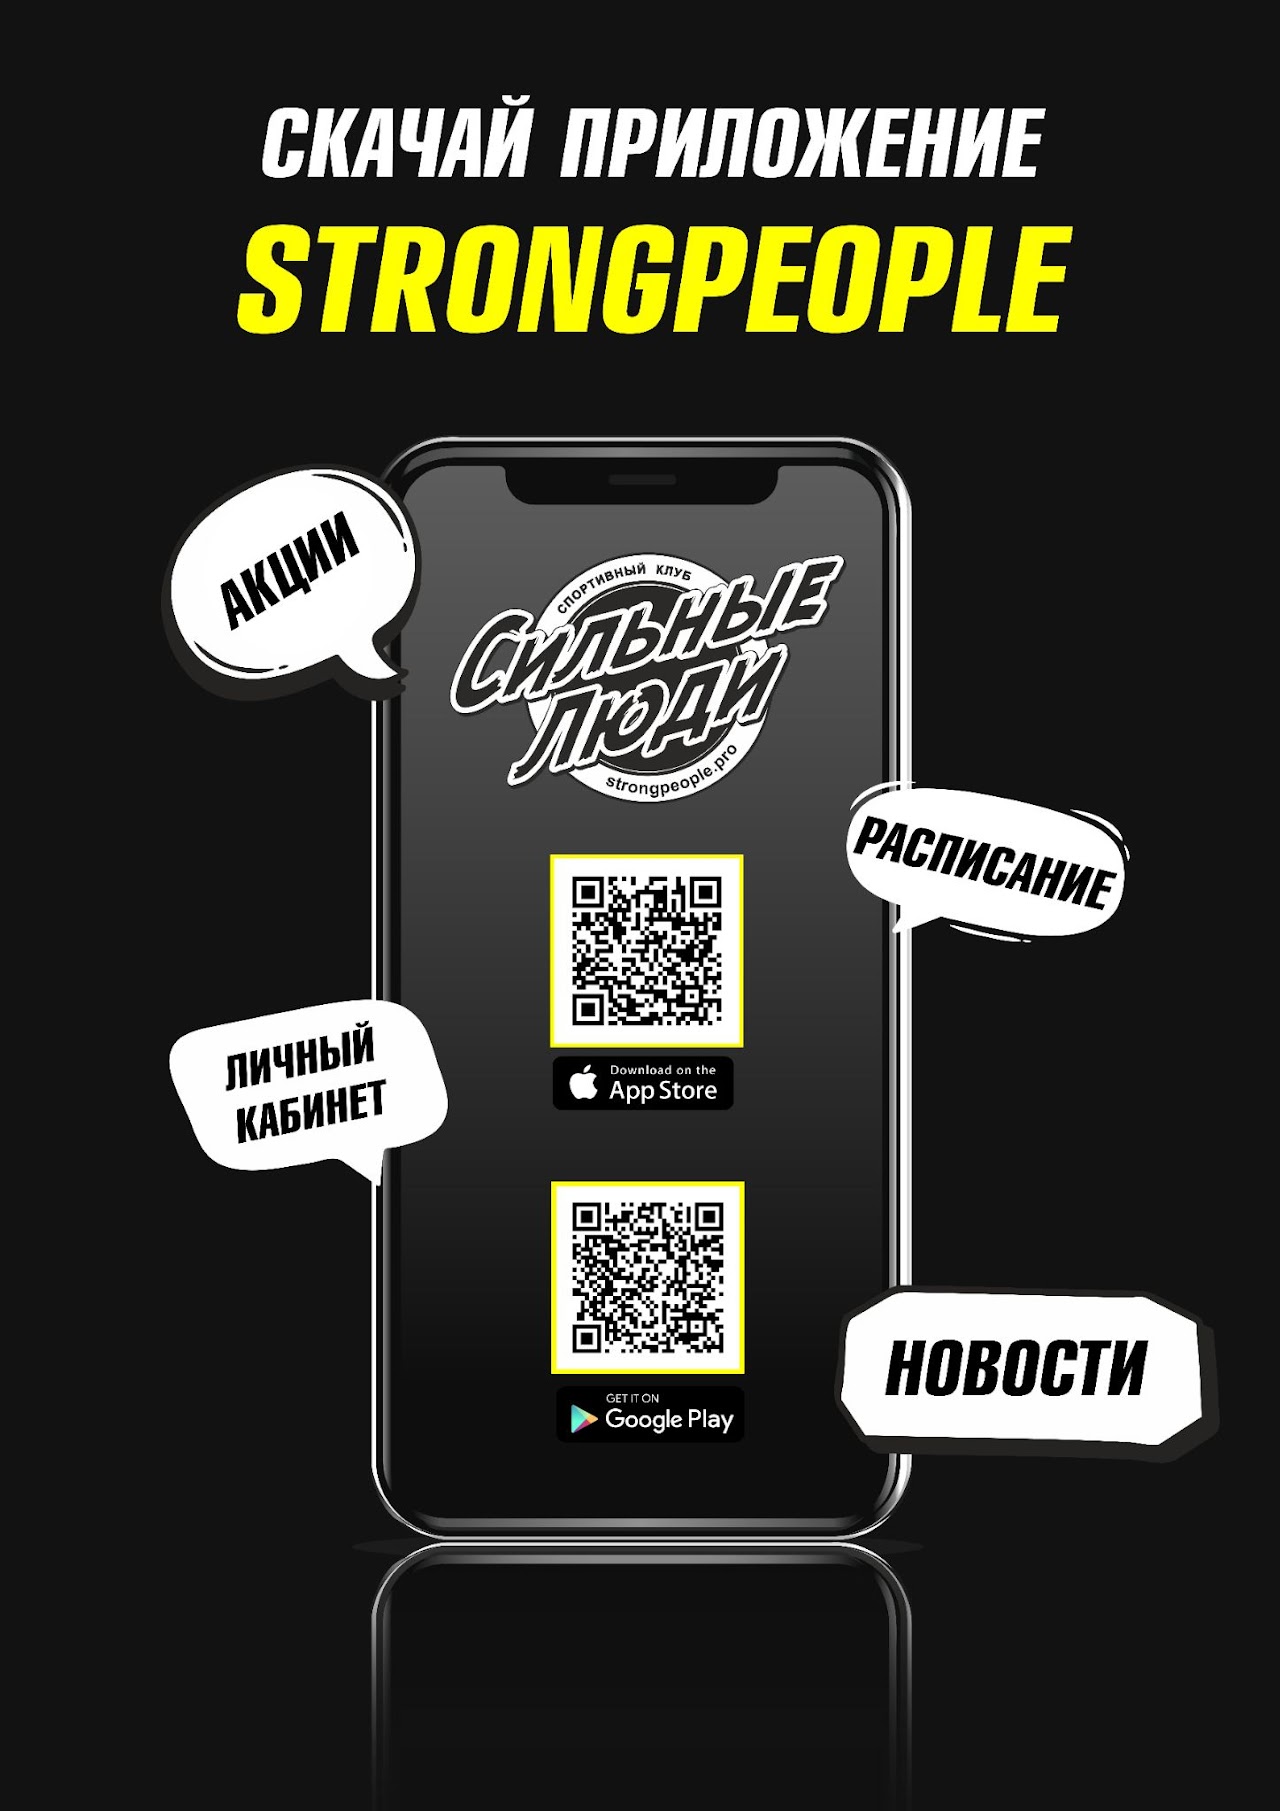 СКАЧАЙ ПРИЛОЖЕНИЕ
STRONGPEOPLE
АКЦИИ
СПОРТИВНЫЙ КЛУБ
СИЛЬНЫЕ
ЛЮДИ
strongpeople.pro
РАСПИСАНИЕ
ЛИЧНЫЙ
КАБИНЕТ
Download on the
App Store
НОВОСТИ
GET IT ON
Google Play